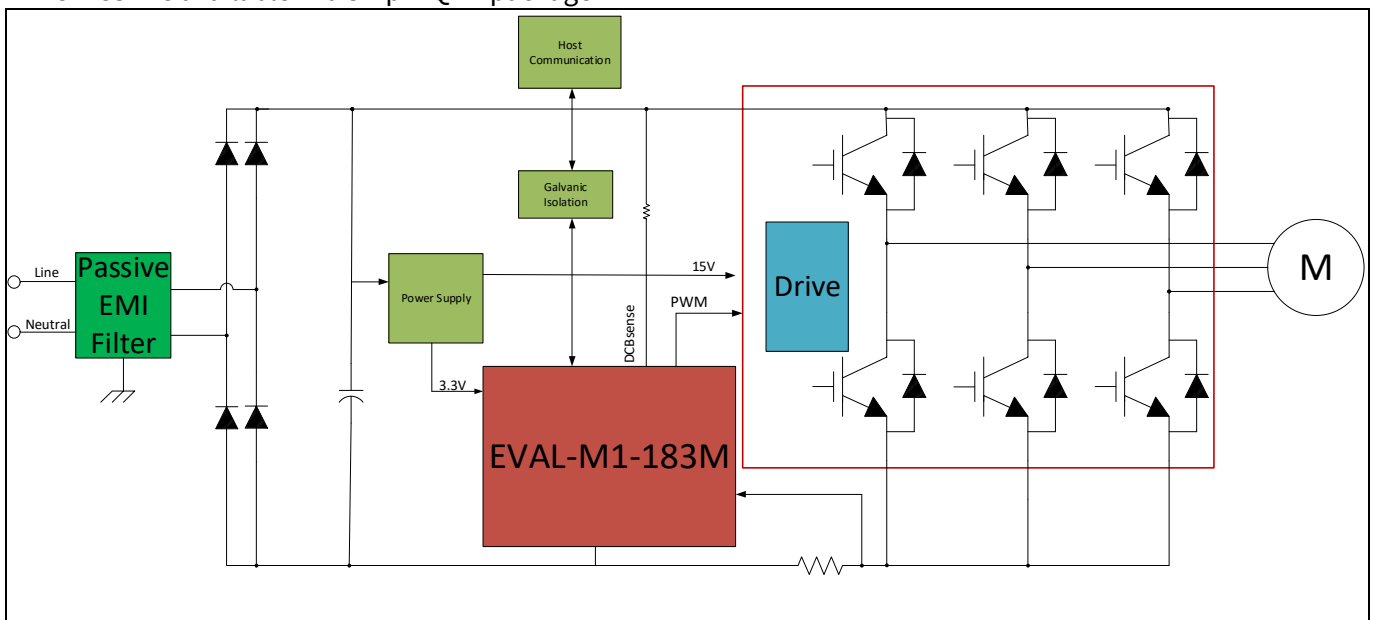 Host
Communication
Galvanic
Isolation
Line
Neutral
Passive
EMI
Filter
Power Supply
15V
3.3V
DCBsense
PWM
EVAL-M1-183M
Drive
M